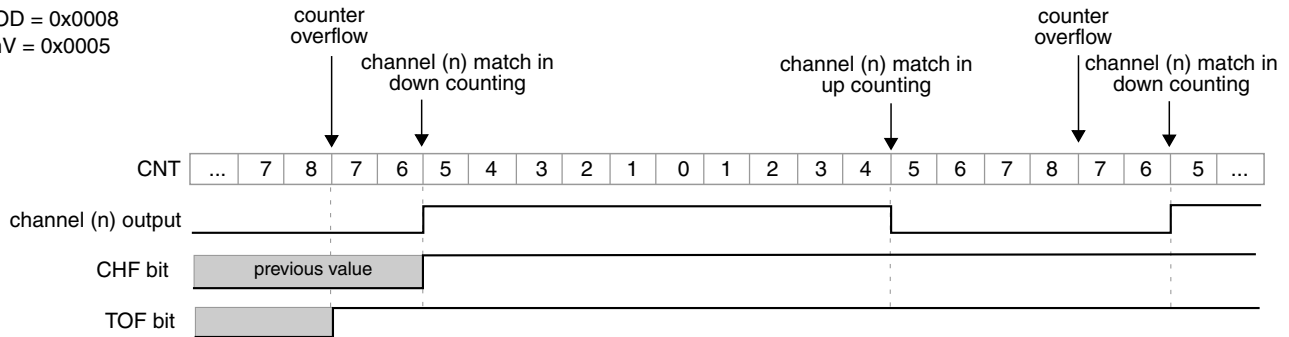 OD = 0x0008
nV = 0x0005
counter
overflow
channel (n) match in
down counting
channel (n) match in
up counting
counter
overflow
channel (n) match in
down counting
CNT ... 7 8 7 6 5 4 3 2 1 0 1 2 3 4 5 6 7 8 7 6 5 ...
channel (n) output
CHF bit previous value
TOF bit